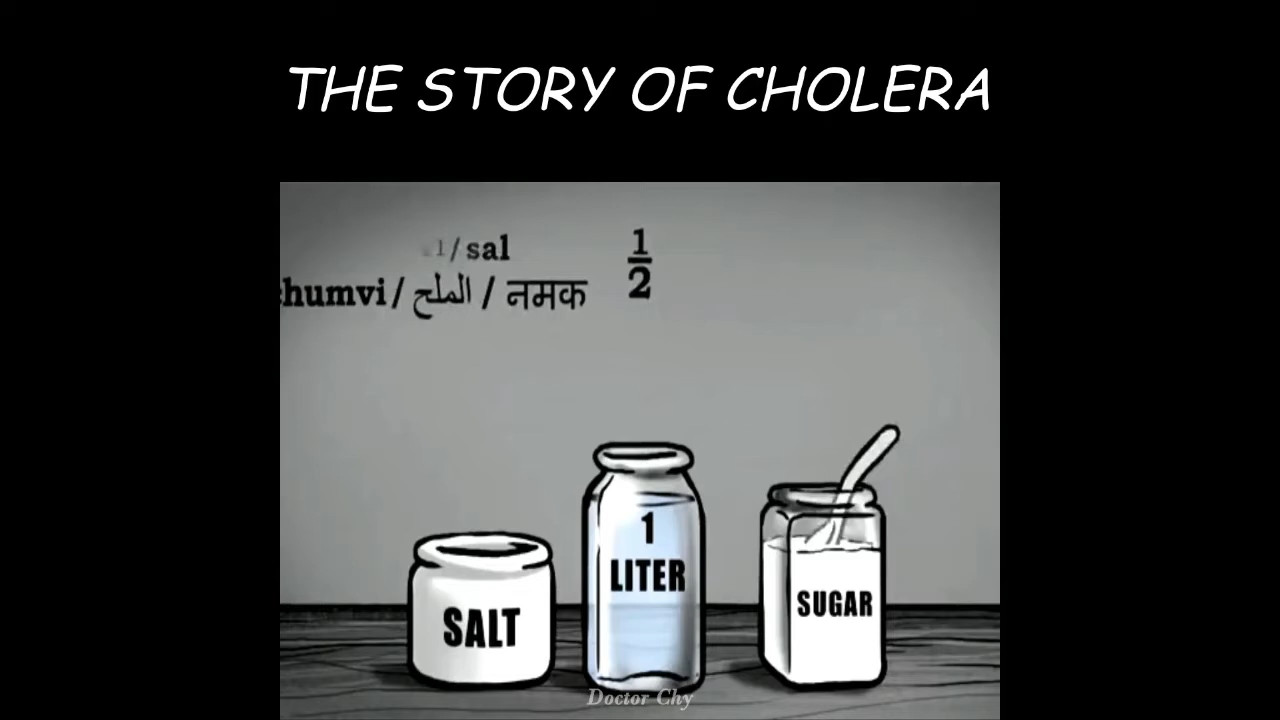 THE STORY OF CHOLERA
/ sal
humvi / الملح / नमक
1/2
1
LITER
SALT
SUGAR
Doctor Chy